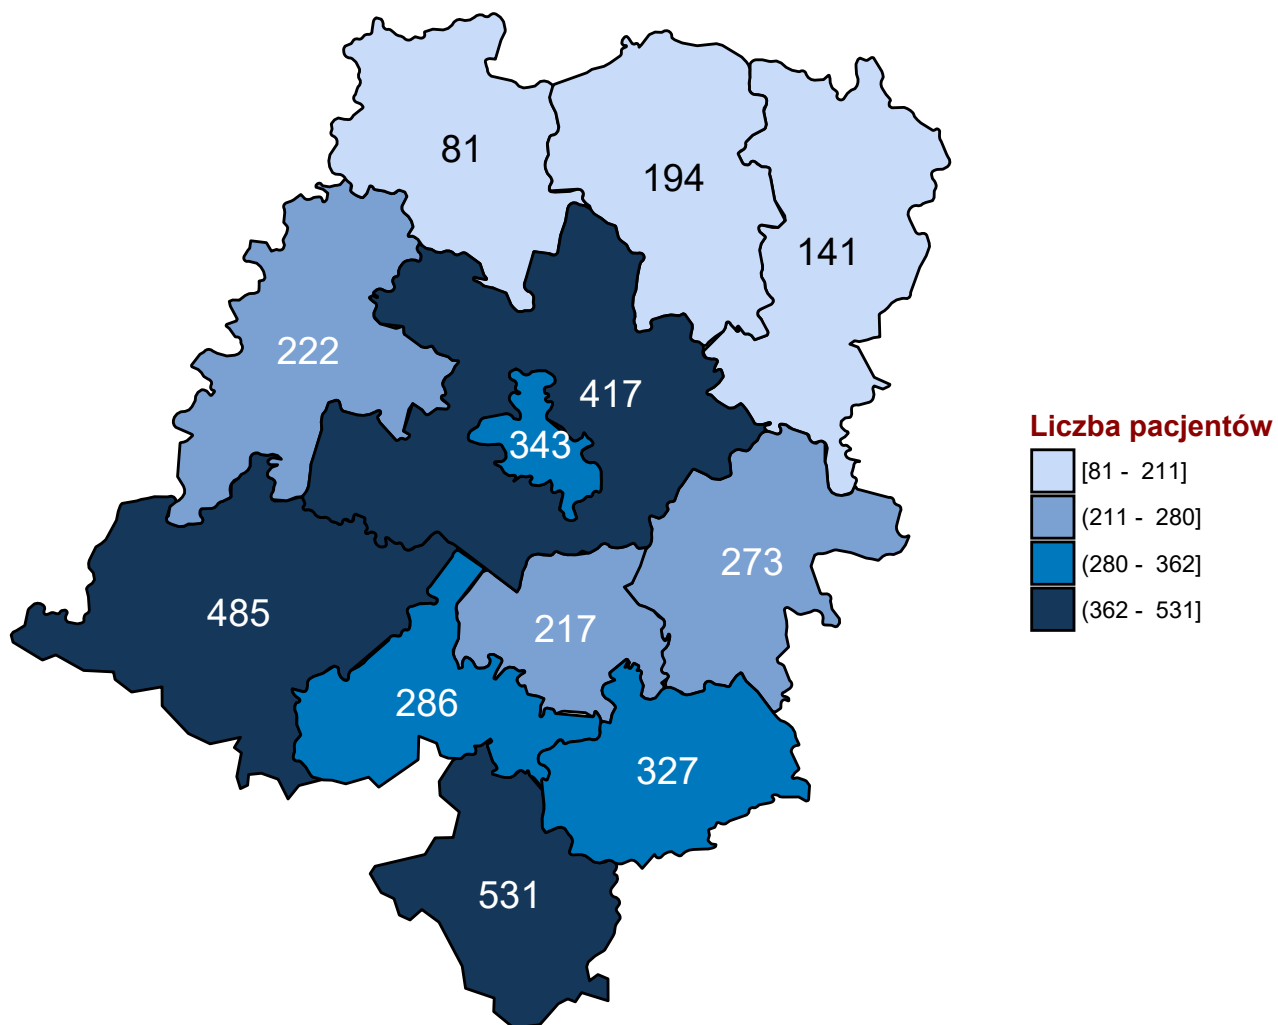 81
194
141
222
417
343
273
485
217
286
327
531
Liczba pacjentów
[81 - 211]
(211 - 280]
(280 - 362]
(362 - 531]